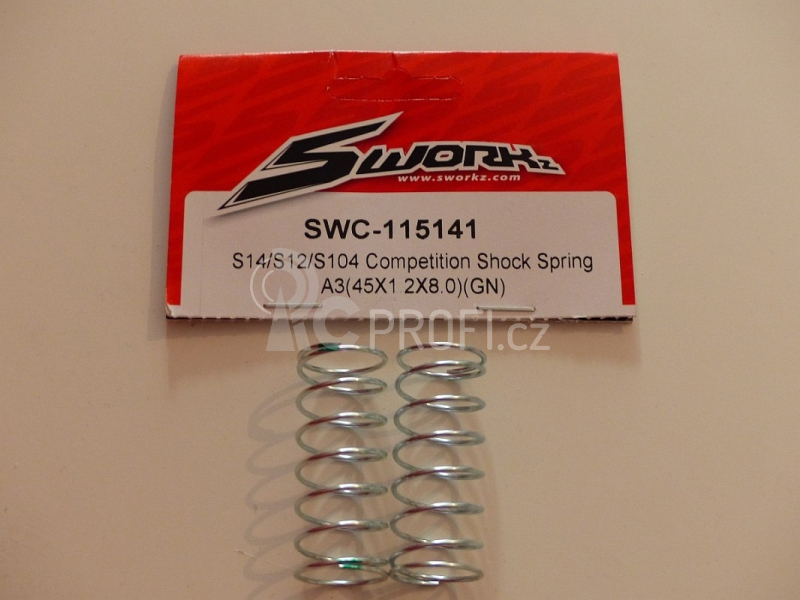 SWORKz
www.sworkz.com
SWC-115141
S14/S12/S104 Competition Shock Spring
A3(45X1 2X8.0)(GN)
RCPROFI.cz